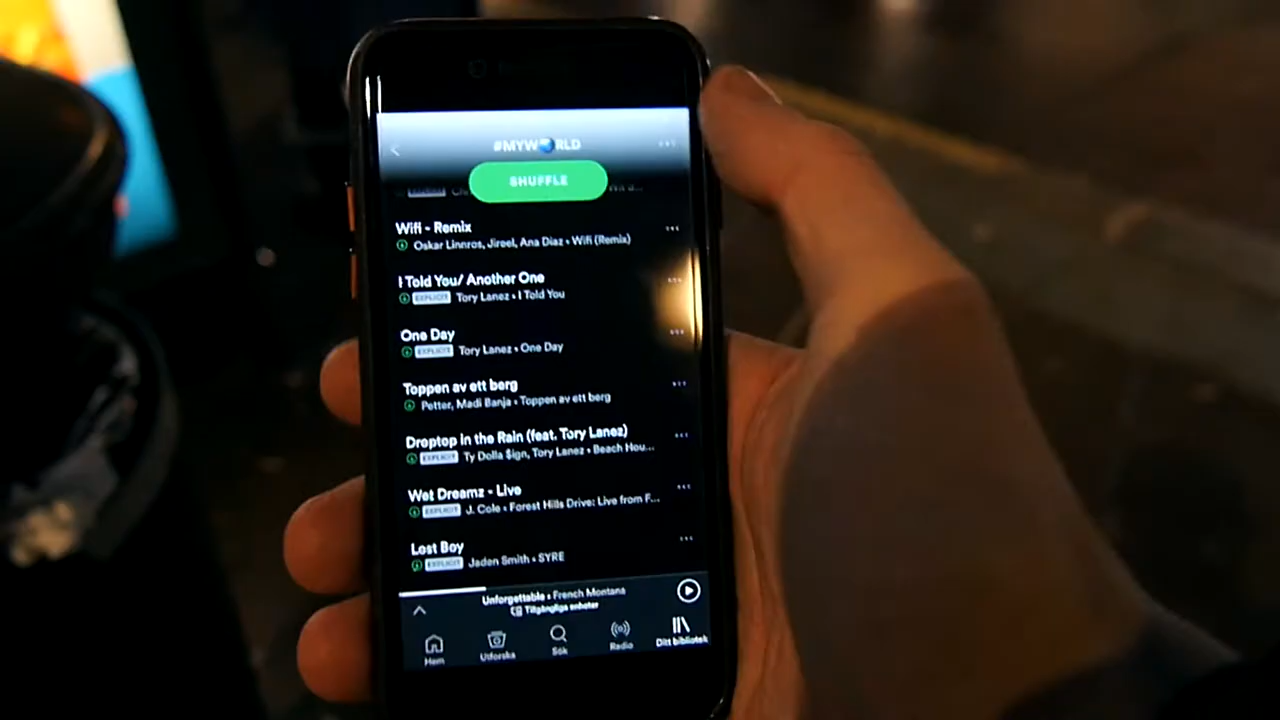 #MYW🌏RLD
SHUFFLE
Wifi - Remix
Oskar Linnros, Jireel, Ana Diaz • Wifi (Remix)
I Told You/ Another One
EXPLICIT Tory Lanez • I Told You
One Day
EXPLICIT Tory Lanez • One Day
Toppen av ett berg
Petter, Madi Banja • Toppen av ett berg
Droptop in the Rain (feat. Tory Lanez)
EXPLICIT Ty Dolla $ign, Tory Lanez • Beach Hou...
Wet Dreamz - Live
EXPLICIT J. Cole • Forest Hills Drive: Live from F...
Lost Boy
EXPLICIT Jaden Smith • SYRE
Unforgettable • French Montana
Tillgängliga enheter
Hem Utforska Sök Radio Ditt bibliotek